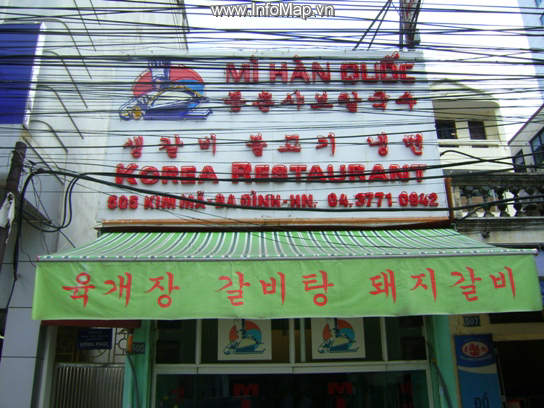 www.InfoMap.vn
MÌ HÀN QUỐC
생갈비 불고기 냉면
KOREA RESTAURANT
605 KIM MÃ-BA ĐÌNH-HN. 04.3771 0942
육개장 갈비탕 돼지갈비